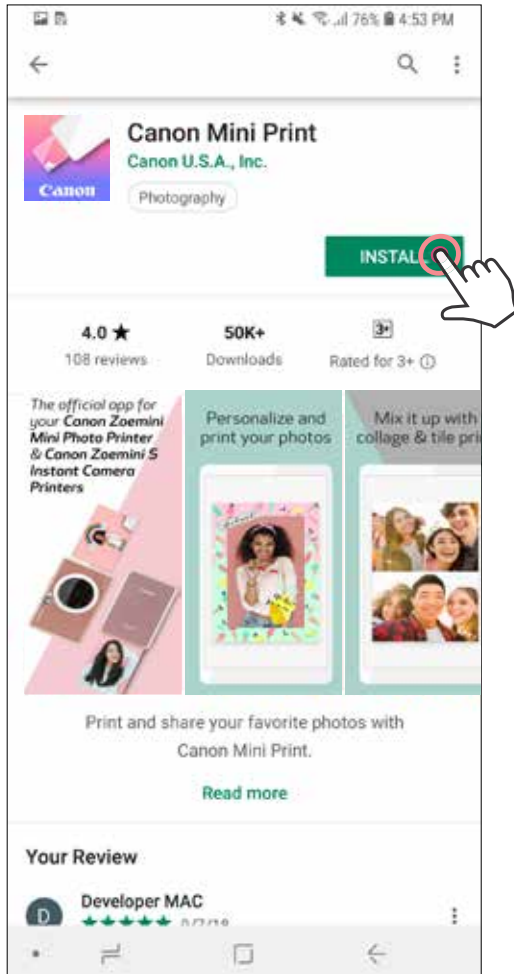 76% 4:53 PM
Canon Mini Print
Canon U.S.A., Inc.
Canon
Photography
INSTALL
4.0 ★
50K+
3+
108 reviews
Downloads
Rated for 3+
The official app for
your Canon Zoemini
Mini Photo Printer
& Canon Zoemini S
Instant Camera
Printers
Personalize and
print your photos
Mix it up with
collage & tile pri
Print and share your favorite photos with
Canon Mini Print.
Read more
Your Review
D
Developer MAC